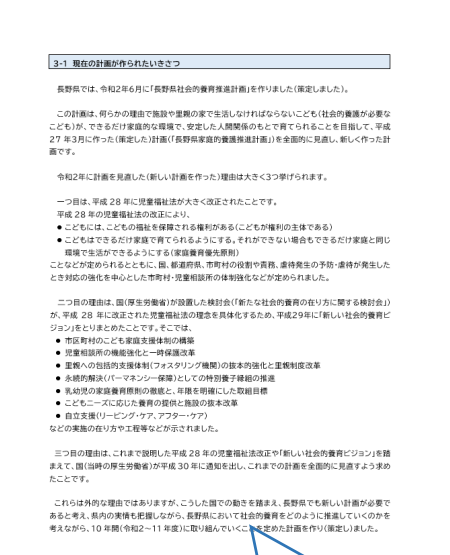 3-1 現在の計画が作られたいきさつ
長野県では、令和2年6月に「長野県社会的養育推進計画」を作りました(策定しました)。
この計画は、何らかの理由で施設や里親の家で生活しなければならないこども(社会的養護が必要な
こども)が、できるだけ家庭的な環境で、安定した人間関係のもとで育てられることを目指して、平成
27 年3月に作った(策定した)計画(「長野県家庭的養護推進計画」)を全面的に見直し、新しく作った計
画です。
令和2年に計画を見直した(新しい計画を作った)理由は大きく3つ挙げられます。
一つ目は、平成 28 年に児童福祉法が大きく改正されたことです。
平成 28 年の児童福祉法の改正により、
● こどもには、こどもの福祉を保障される権利がある(こどもが権利の主体である)
● こどもはできるだけ家庭で育てられるようにする。それができない場合もできるだけ家庭と同じ
環境で生活ができるようにする(家庭養育優先原則)
ことなどが定められるとともに、国、都道府県、市町村の役割や責務、虐待発生の予防・虐待が発生した
とき対応の強化を中心とした市町村・児童相談所の体制強化などが定められました。
二つ目の理由は、国(厚生労働省)が設置した検討会(「新たな社会的養育の在り方に関する検討会」)
が、平成 28 年に改正された児童福祉法の理念を具体化するため、平成29年に「新しい社会的養育ビ
ジョン」をとりまとめたことです。そこでは、
● 市区町村のこども家庭支援体制の構築
● 児童相談所の機能強化と一時保護改革
● 里親への包括的支援体制(フォスタリング機関)の抜本的強化と里親制度改革
● 永続的解決(パーマネンシー保障)としての特別養子縁組の推進
● 乳幼児の家庭養育原則の徹底と、年限を明確にした取組目標
● こどもニーズに応じた養育の提供と施設の抜本改革
● 自立支援(リービング・ケア、アフター・ケア)
などの実施の在り方や工程等などが示されました。
三つ目の理由は、これまで説明した平成 28 年の児童福祉法改正や「新しい社会的養育ビジョン」を踏
まえて、国(当時の厚生労働省)が平成 30 年に通知を出し、これまでの計画を全面的に見直すよう求め
たことです。
これらは外的な理由ではありますが、こうした国での動きを踏まえ、長野県でも新しい計画が必要で
あると考え、県内の実情も把握しながら、長野県において社会的養育をどのように推進していくのかを
考えながら、10 年間(令和2～11 年度)に取り組んでいくことを定めた計画を作り(策定し)ました。